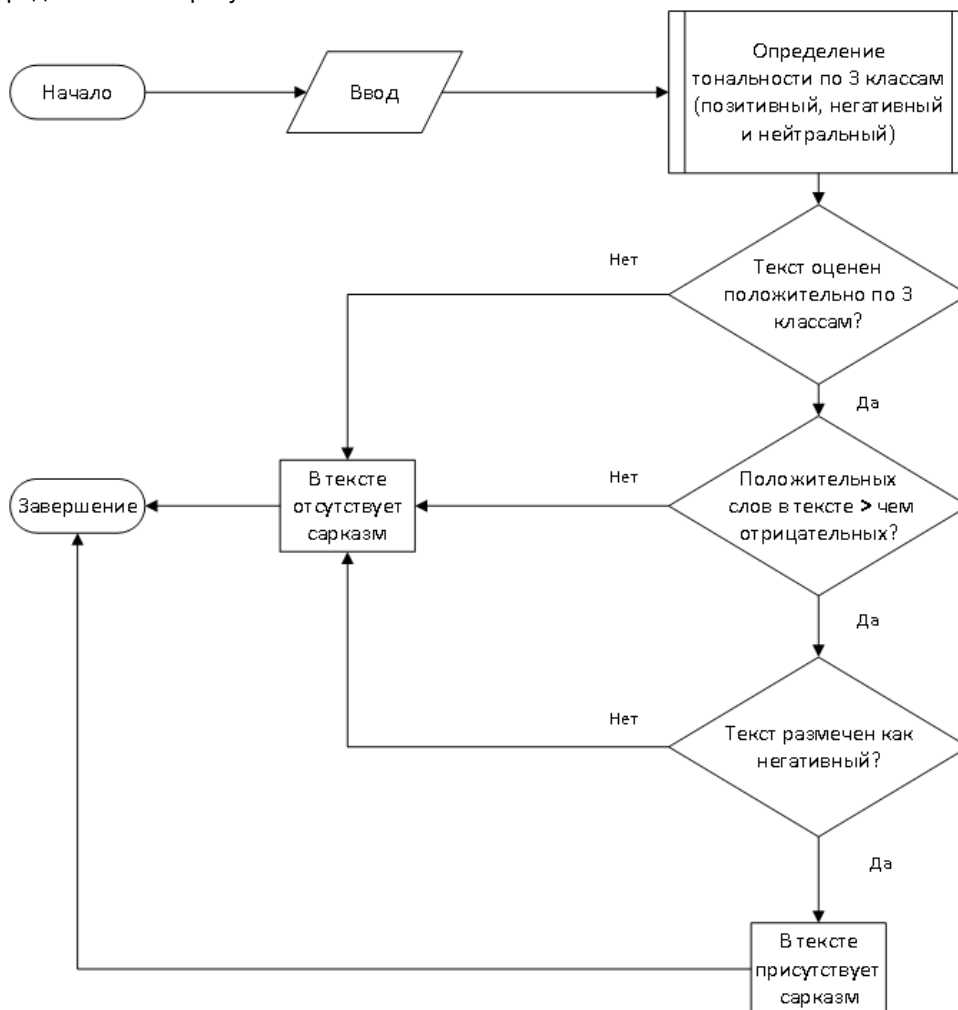 Начало
Ввод
Определение
тональности по 3 классам
(позитивный, негативный
и нейтральный)
Нет
Текст оценен
положительно по 3
классам?
Да
Завершение
В тексте
отсутствует
сарказм
Нет
Положительных
слов в тексте > чем
отрицательных?
Да
Нет
Текст размечен как
негативный?
Да
В тексте
присутствует
сарказм